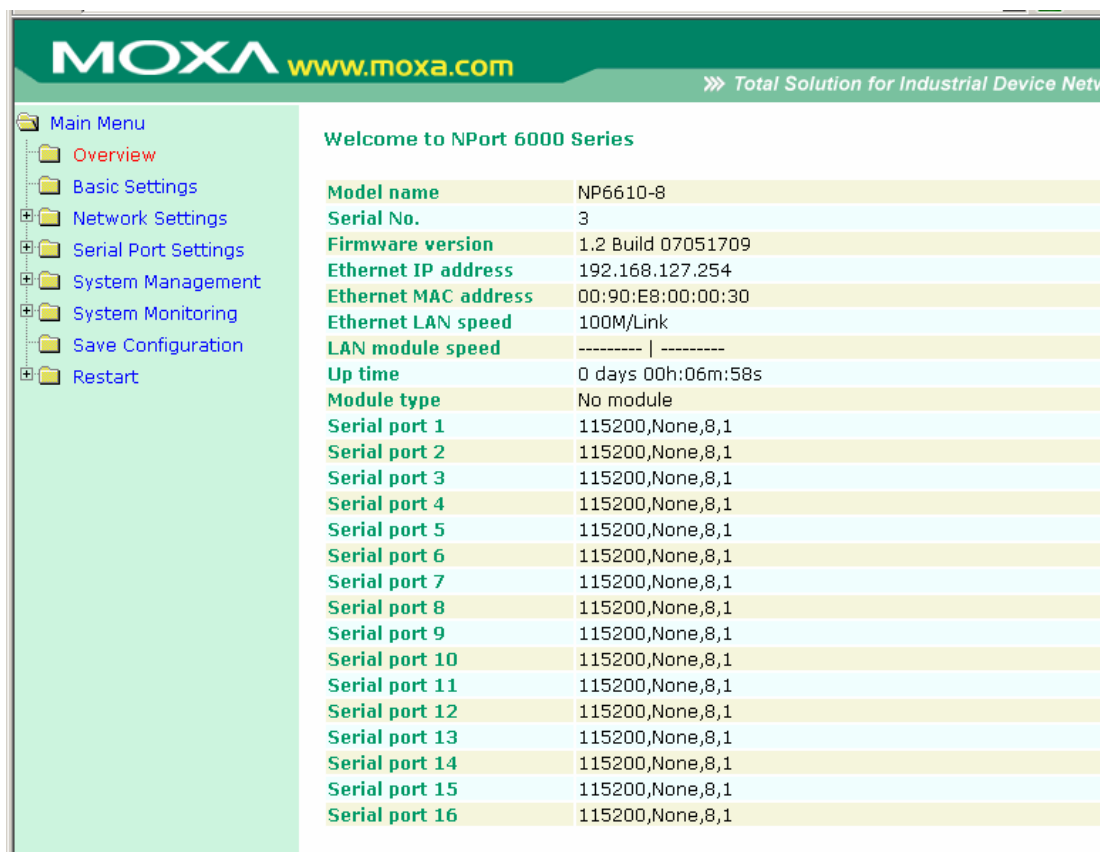 MOXA www.moxa.com
Total Solution for Industrial Device
Main Menu
Overview
Basic Settings
Network Settings
Serial Port Settings
System Management
System Monitoring
Save Configuration
Restart
Welcome to NPort 6000 Series
Model name NP6610-8
Serial No. 3
Firmware version 1.2 Build 07051709
Ethernet IP address 192.168.127.254
Ethernet MAC address 00:90:E8:00:00:30
Ethernet LAN speed 100M/Link
LAN module speed --------- | ---------
Up time 0 days 00h:06m:58s
Module type No module
Serial port 1 115200,None,8,1
Serial port 2 115200,None,8,1
Serial port 3 115200,None,8,1
Serial port 4 115200,None,8,1
Serial port 5 115200,None,8,1
Serial port 6 115200,None,8,1
Serial port 7 115200,None,8,1
Serial port 8 115200,None,8,1
Serial port 9 115200,None,8,1
Serial port 10 115200,None,8,1
Serial port 11 115200,None,8,1
Serial port 12 115200,None,8,1
Serial port 13 115200,None,8,1
Serial port 14 115200,None,8,1
Serial port 15 115200,None,8,1
Serial port 16 115200,None,8,1